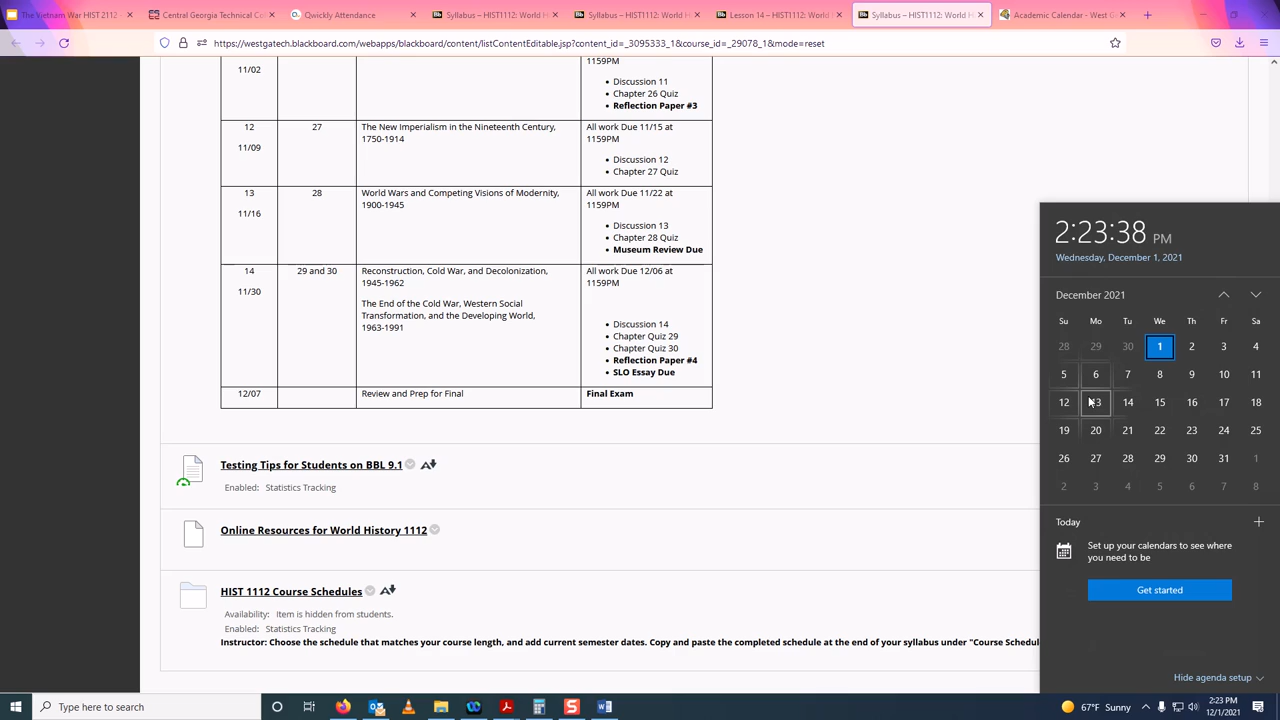 The Vietnam War HIST 2112 -
Central Georgia Technical Co
Qwickly Attendance
Syllabus – HIST1112: World H
Syllabus – HIST1112: World H
Lesson 14 – HIST1112: World H
Syllabus – HIST1112: World H
Academic Calendar - West G
https://westgatech.blackboard.com/webapps/blackboard/content/listContentEditable.jsp?content_id=_3095333_1&course_id=_29078_1&mode=reset
11/02
1159PM
Discussion 11
Chapter 26 Quiz
Reflection Paper #3
12
11/09
27
The New Imperialism in the Nineteenth Century,
1750-1914
All work Due 11/15 at
1159PM
Discussion 12
Chapter 27 Quiz
13
11/16
28
World Wars and Competing Visions of Modernity,
1900-1945
All work Due 11/22 at
1159PM
Discussion 13
Chapter 28 Quiz
Museum Review Due
14
11/30
29 and 30
Reconstruction, Cold War, and Decolonization,
1945-1962
The End of the Cold War, Western Social
Transformation, and the Developing World,
1963-1991
All work Due 12/06 at
1159PM
Discussion 14
Chapter Quiz 29
Chapter Quiz 30
Reflection Paper #4
SLO Essay Due
12/07
Review and Prep for Final
Final Exam
Testing Tips for Students on BBL 9.1
Enabled: Statistics Tracking
Online Resources for World History 1112
HIST 1112 Course Schedules
Availability: Item is hidden from students.
Enabled: Statistics Tracking
Instructor: Choose the schedule that matches your course length, and add current semester dates. Copy and paste the completed schedule at the end of your syllabus under "Course Schedul
2:23:38 PM
Wednesday, December 1, 2021
December 2021
Su Mo Tu We Th Fr Sa
28 29 30 1 2 3 4
5 6 7 8 9 10 11
12 13 14 15 16 17 18
19 20 21 22 23 24 25
26 27 28 29 30 31 1
2 3 4 5 6 7 8
Today
Set up your calendars to see where
you need to be
Get started
Hide agenda setup
Type here to search
67°F Sunny
2:23 PM
12/1/2021